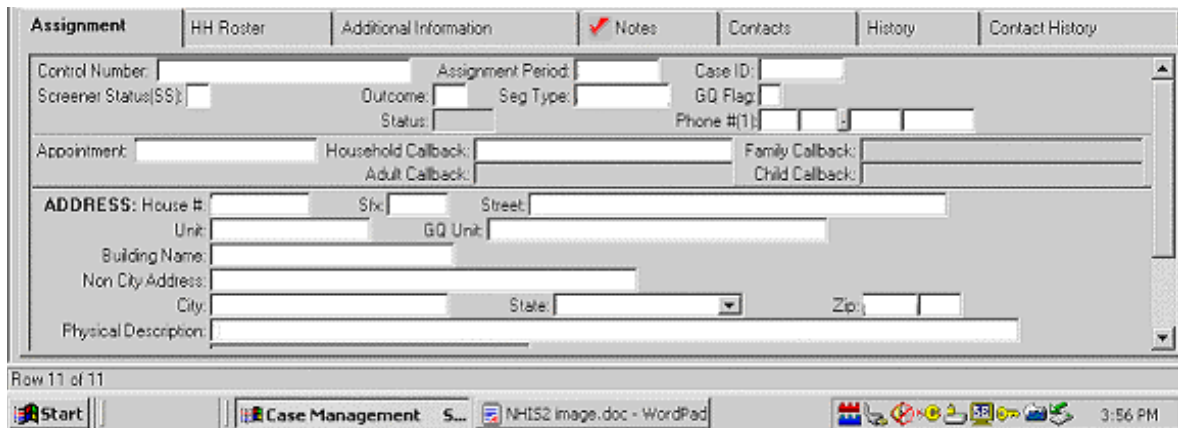 Assignment HH Roster Additional Information Notes Contacts History Contact History
Control Number: Assignment Period: Case ID:
Screener Status(SS): Outcome: Seg Type: GQ Flag:
Status: Phone #(1): -
Appointment: Household Callback: Family Callback:
Adult Callback: Child Callback:
ADDRESS: House #: Sfx: Street:
Unit: GQ Unit:
Building Name:
Non City Address:
City: State: Zip:
Physical Description:
Row 11 of 11
Start Case Management S... NHIS2 image.doc - WordPad 3:56 PM